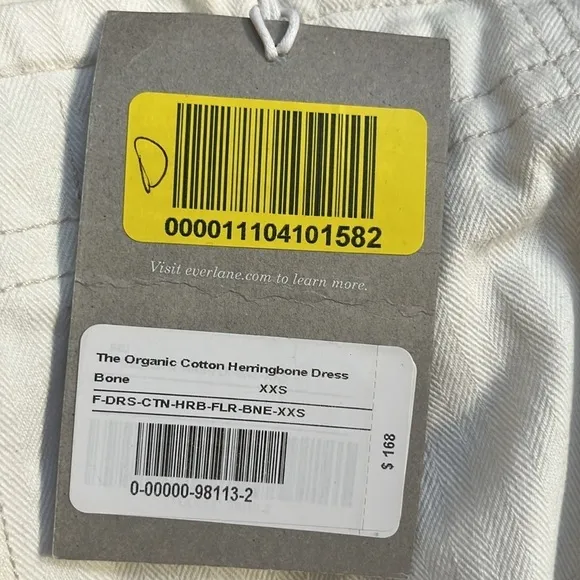 D
000011104101582
Visit everlane.com to learn more.
The Organic Cotton Herringbone Dress
Bone XXS
F-DRS-CTN-HRB-FLR-BNE-XXS
$ 168
0-00000-98113-2